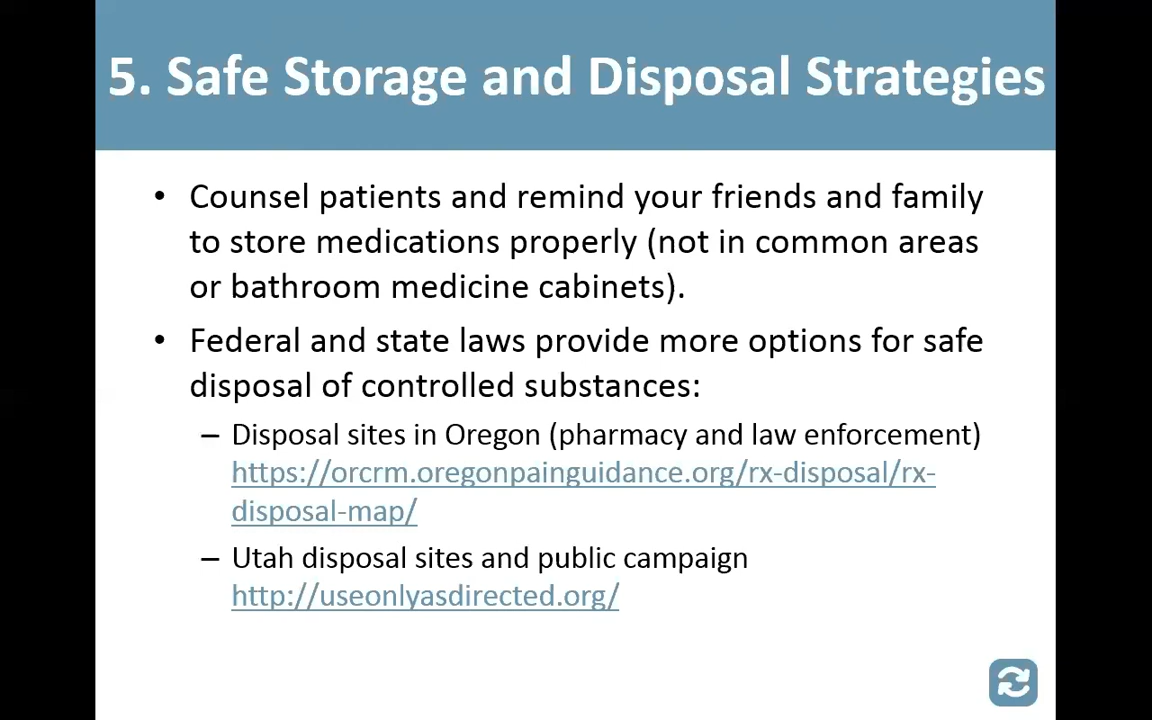 5. Safe Storage and Disposal Strategies
• Counsel patients and remind your friends and family
to store medications properly (not in common areas
or bathroom medicine cabinets).
• Federal and state laws provide more options for safe
disposal of controlled substances:
– Disposal sites in Oregon (pharmacy and law enforcement)
https://orcrm.oregonpainguidance.org/rx-disposal/rx-
disposal-map/
– Utah disposal sites and public campaign
http://useonlyasdirected.org/